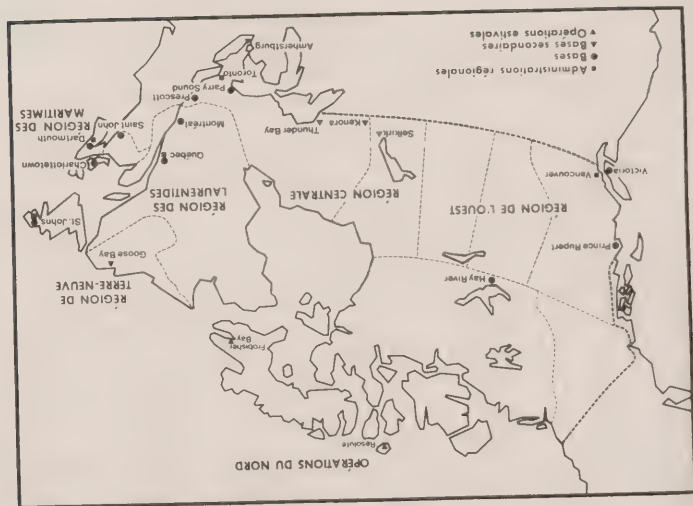 OPÉRATIONS DU NORD
Resolute
Frobisher
Bay
RÉGION DE
TERRE-NEUVE
Goose Bay
St. Johns
Hay River
Prince Rupert
RÉGION DE L'OUEST
RÉGION CENTRALE
RÉGION DES
LAURENTIDES
Québec
Charlottetown
Dartmouth
Saint John
RÉGION DES
MARITIMES
Victoria
Vancouver
Selkirk
Kenora
Thunder Bay
Montréal
Prescott
Parry Sound
Toronto
Amherstburg
Administrations régionales
Bases
Bases secondaires
Opérations estivales